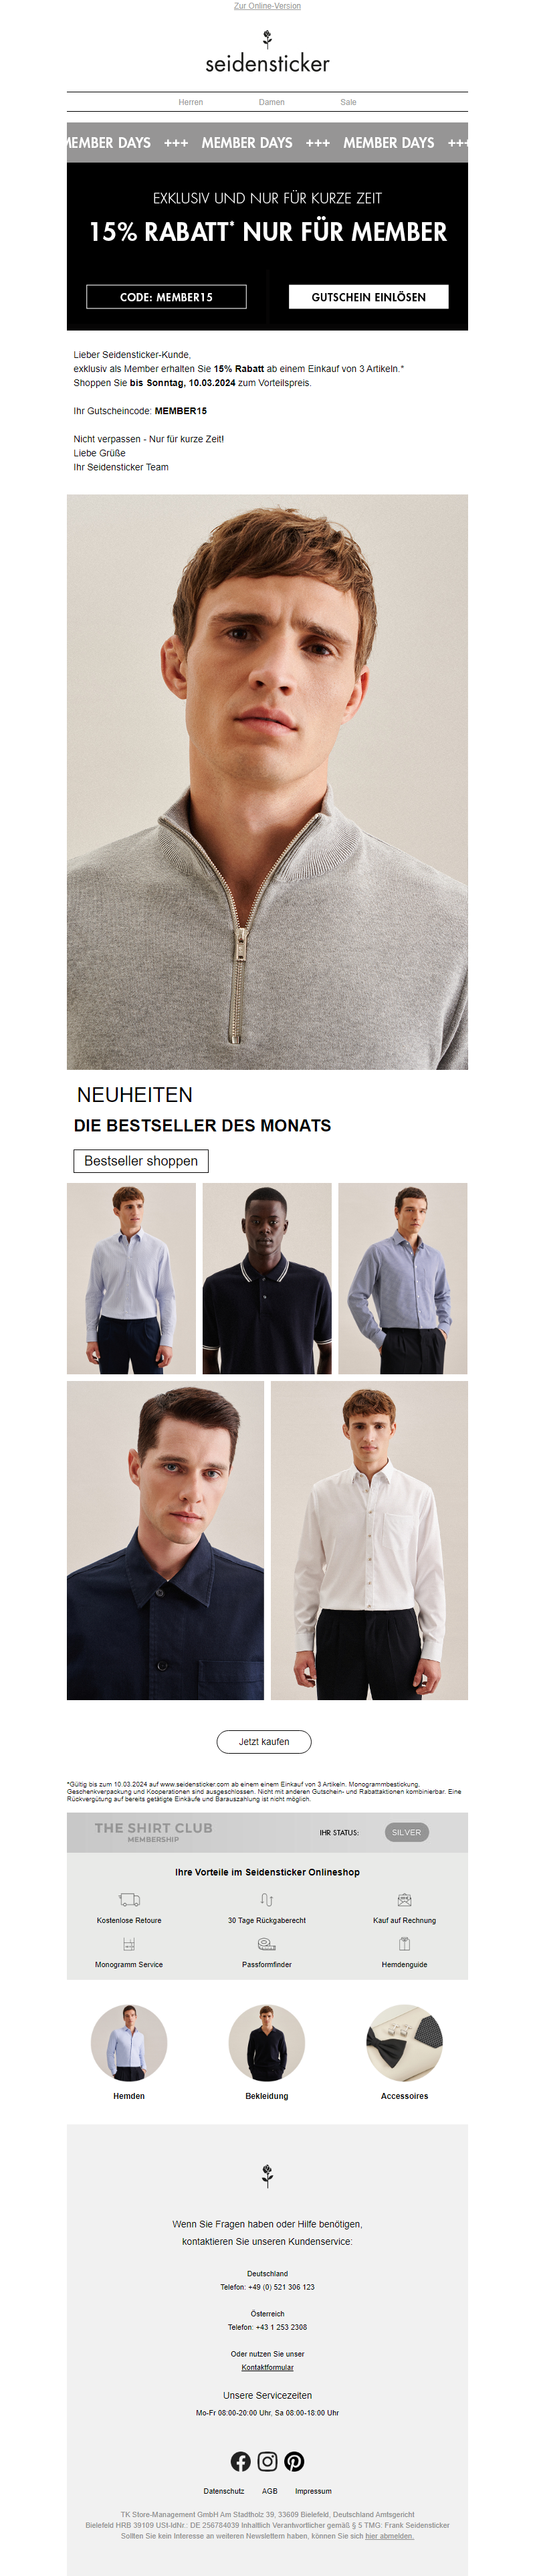 Zur Online-Version
seidensticker
Herren Damen Sale
MEMBER DAYS +++ MEMBER DAYS +++ MEMBER DAYS +++
EXKLUSIV UND NUR FÜR KURZE ZEIT
15% RABATT* NUR FÜR MEMBER
CODE: MEMBER15 GUTSCHEIN EINLÖSEN
Lieber Seidensticker-Kunde,
exklusiv als Member erhalten Sie 15% Rabatt ab einem Einkauf von 3 Artikeln.*
Shoppen Sie bis Sonntag, 10.03.2024 zum Vorteilspreis.
Ihr Gutscheincode: MEMBER15
Nicht verpassen - Nur für kurze Zeit!
Liebe Grüße
Ihr Seidensticker Team
NEUHEITEN
DIE BESTSELLER DES MONATS
Bestseller shoppen
Jetzt kaufen
*Gültig bis zum 10.03.2024 auf www.seidensticker.com ab einem einem Einkauf von 3 Artikeln. Monogrammbestickung,
Geschenkverpackung und Kooperationen sind ausgeschlossen. Nicht mit anderen Gutschein- und Rabattaktionen kombinierbar. Eine
Rückvergütung auf bereits getätigte Einkäufe und Barauszahlung ist nicht möglich.
THE SHIRT CLUB
MEMBERSHIP
IHR STATUS: SILVER
Ihre Vorteile im Seidensticker Onlineshop
Kostenlose Retoure 30 Tage Rückgaberecht Kauf auf Rechnung
Monogramm Service Passformfinder Hemdenguide
Hemden Bekleidung Accessoires
Wenn Sie Fragen haben oder Hilfe benötigen,
kontaktieren Sie unseren Kundenservice:
Deutschland
Telefon: +49 (0) 521 306 123
Österreich
Telefon: +43 1 253 2308
Oder nutzen Sie unser
Kontaktformular
Unsere Servicezeiten
Mo-Fr 08:00-20:00 Uhr, Sa 08:00-18:00 Uhr
Datenschutz AGB Impressum
TK Store-Management GmbH Am Stadtholz 39, 33609 Bielefeld, Deutschland Amtsgericht
Bielefeld HRB 39109 USt-IdNr.: DE 256784039 Inhaltlich Verantwortlicher gemäß § 5 TMG: Frank Seidensticker
Sollten Sie kein Interesse an weiteren Newslettern haben, können Sie sich hier abmelden.